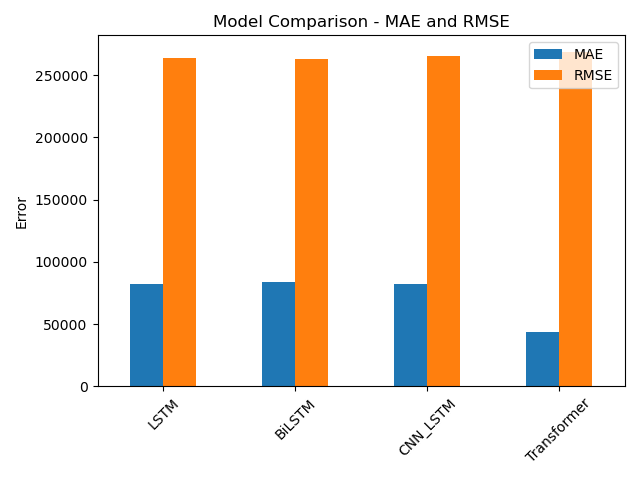 Model Comparison - MAE and RMSE
MAE
RMSE
Error
250000
200000
150000
100000
50000
0
LSTM
BiLSTM
CNN_LSTM
Transformer